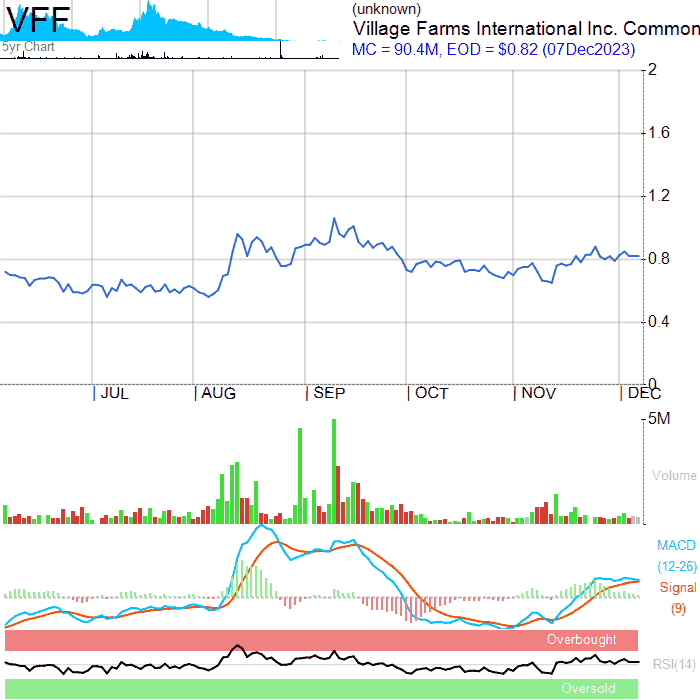 VFF
5yr Chart
(unknown)
Village Farms International Inc. Common
MC = 90.4M, EOD = $0.82 (07Dec2023)
2
1.6
1.2
0.8
0.4
0
JUL AUG SEP OCT NOV DEC
5M
Volume
MACD
(12-26)
Signal
(9)
Overbought
RSI(14)
Oversold